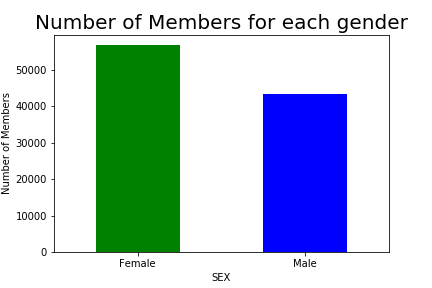 Number of Members for each gender
Number of Members
50000
40000
30000
20000
10000
0
Female
Male
SEX